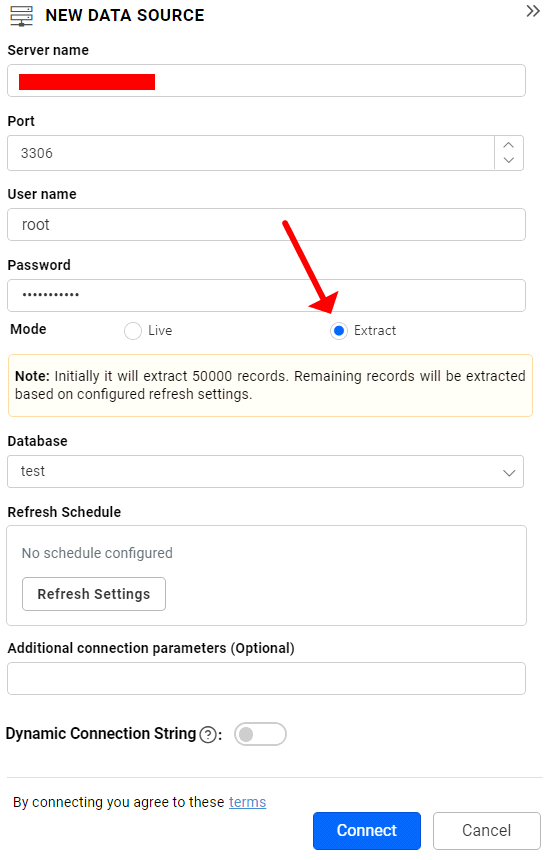 NEW DATA SOURCE
Server name
Port
3306
User name
root
Password
•••••••••••
Mode
Live
Extract
Note: Initially it will extract 50000 records. Remaining records will be extracted
based on configured refresh settings.
Database
test
Refresh Schedule
No schedule configured
Refresh Settings
Additional connection parameters (Optional)
Dynamic Connection String ? :
By connecting you agree to these terms
Connect
Cancel